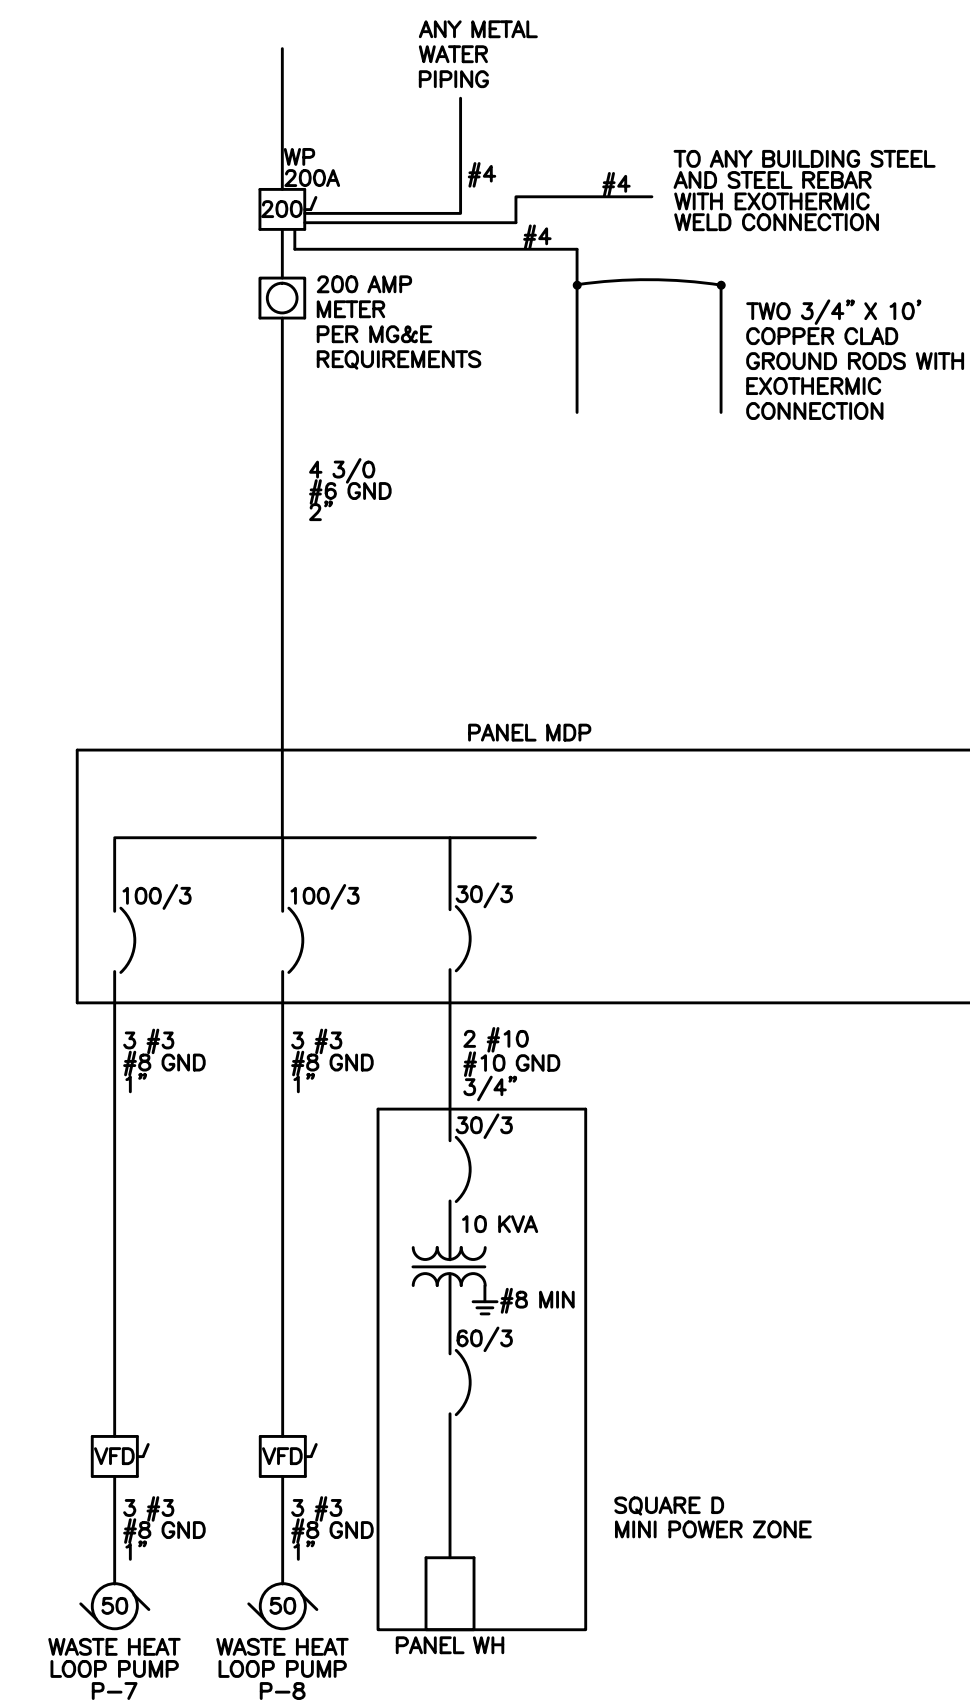 ANY METAL
WATER
PIPING
WP
200A
200
#4
#4
TO ANY BUILDING STEEL
AND STEEL REBAR
WITH EXOTHERMIC
WELD CONNECTION
#4
200 AMP
METER
PER MG&E
REQUIREMENTS
TWO 3/4" X 10'
COPPER CLAD
GROUND RODS WITH
EXOTHERMIC
CONNECTION
4 3/0
#6 GND
2"
PANEL MDP
100/3
100/3
30/3
3 #3
#8 GND
1"
3 #3
#8 GND
1"
2 #10
#10 GND
3/4"
30/3
10 KVA
#8 MIN
60/3
VFD
VFD
3 #3
#8 GND
1"
3 #3
#8 GND
1"
SQUARE D
MINI POWER ZONE
50
50
WASTE HEAT
LOOP PUMP
P-7
WASTE HEAT
LOOP PUMP
P-8
PANEL WH